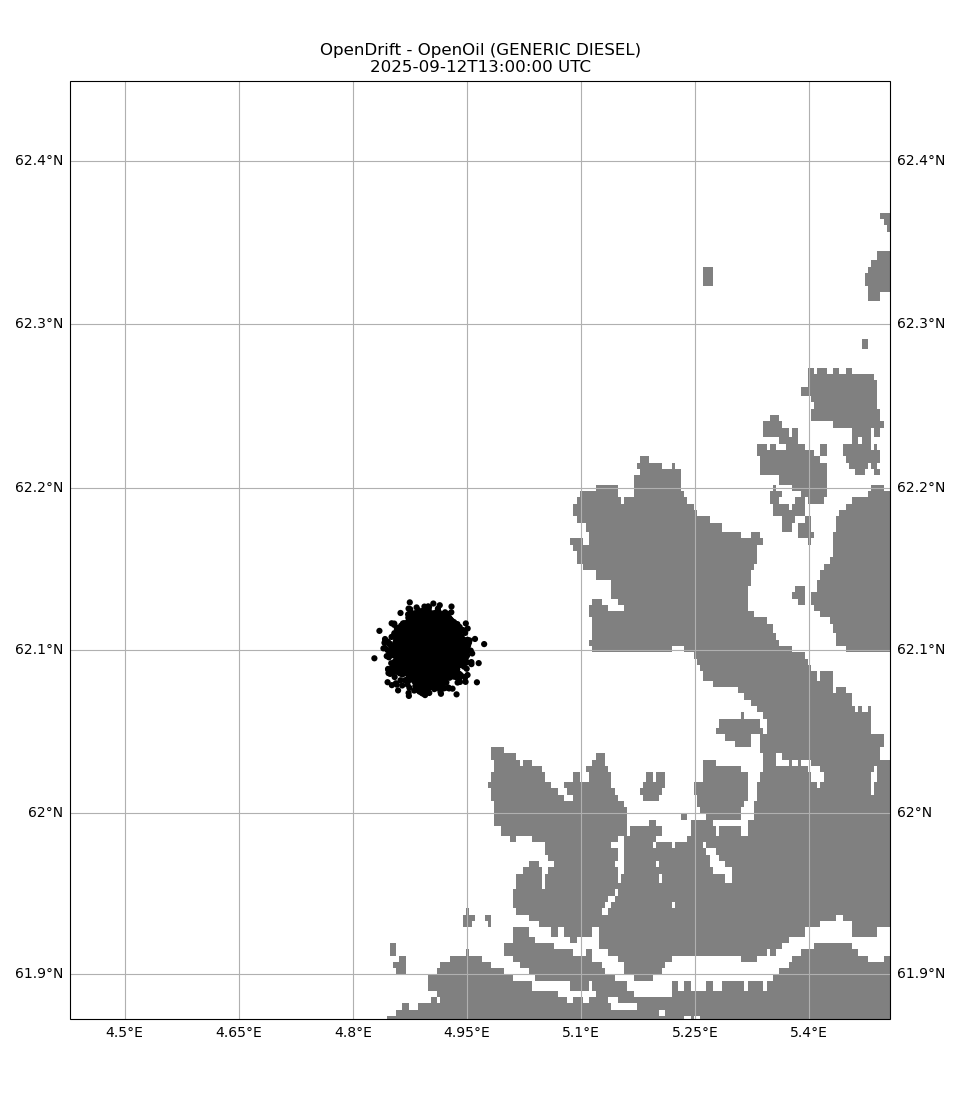 OpenDrift - OpenOil (GENERIC DIESEL)
2025-09-12T13:00:00 UTC
62.4°N 62.4°N
62.3°N 62.3°N
62.2°N 62.2°N
62.1°N 62.1°N
62°N 62°N
61.9°N 61.9°N
4.5°E 4.65°E 4.8°E 4.95°E 5.1°E 5.25°E 5.4°E